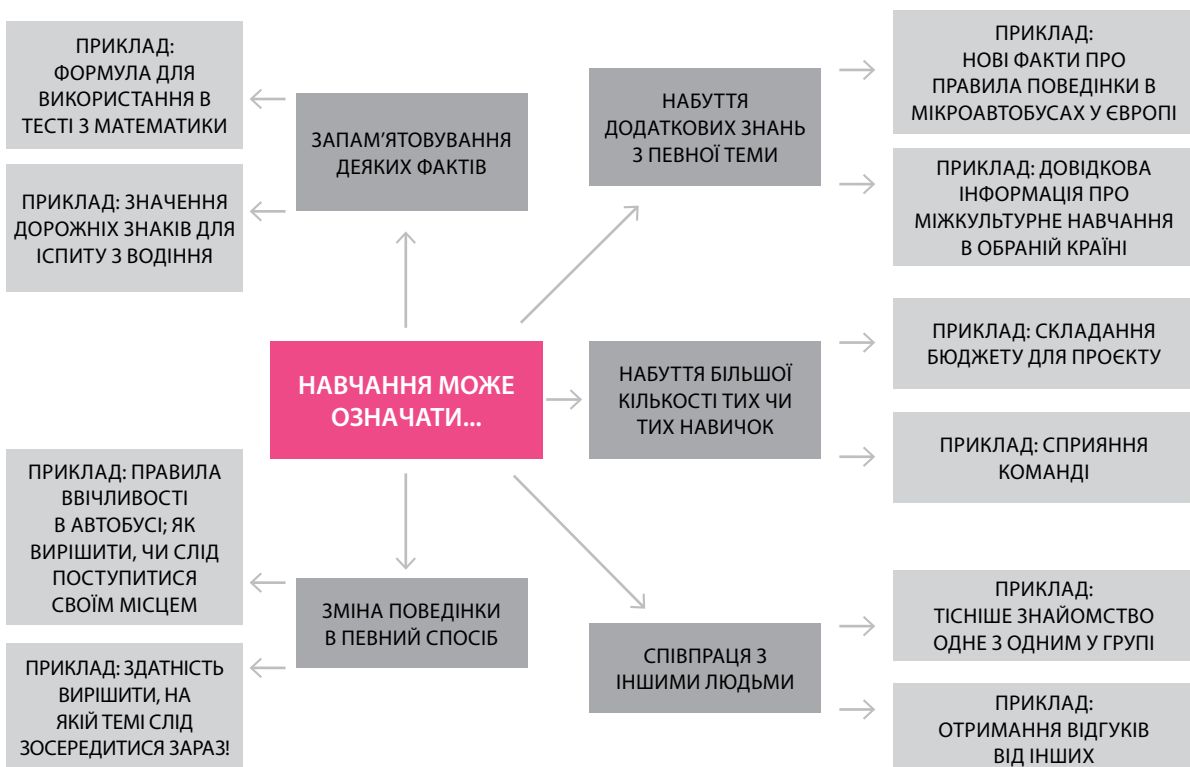 ПРИКЛАД:
ФОРМУЛА ДЛЯ
ВИКОРИСТАННЯ В
ТЕСТІ З МАТЕМАТИКИ
ПРИКЛАД: ЗНАЧЕННЯ
ДОРОЖНІХ ЗНАКІВ ДЛЯ
ІСПИТУ З ВОДІННЯ
ЗАПАМ’ЯТОВУВАННЯ
ДЕЯКИХ ФАКТІВ
НАБУТТЯ
ДОДАТКОВИХ ЗНАНЬ
З ПЕВНОЇ ТЕМИ
ПРИКЛАД:
НОВІ ФАКТИ ПРО
ПРАВИЛА ПОВЕДІНКИ В
МІКРОАВТОБУСАХ У ЄВРОПІ
ПРИКЛАД: ДОВІДКОВА
ІНФОРМАЦІЯ ПРО
МІЖКУЛЬТУРНЕ НАВЧАННЯ
В ОБРАНІЙ КРАЇНІ
НАВЧАННЯ МОЖЕ
ОЗНАЧАТИ...
НАБУТТЯ БІЛЬШОЇ
КІЛЬКОСТІ ТИХ ЧИ
ТИХ НАВИЧОК
ПРИКЛАД: СКЛАДАННЯ
БЮДЖЕТУ ДЛЯ ПРОЄКТУ
ПРИКЛАД: СПРИЯННЯ
КОМАНДІ
ПРИКЛАД: ПРАВИЛА
ВВІЧЛИВОСТІ
В АВТОБУСІ; ЯК
ВИРІШИТИ, ЧИ СЛІД
ПОСТУПИТИСЯ
СВОЇМ МІСЦЕМ
ПРИКЛАД: ЗДАТНІСТЬ
ВИРІШИТИ, НА
ЯКІЙ ТЕМІ СЛІД
ЗОСЕРЕДИТИСЯ ЗАРАЗ!
ЗМІНА ПОВЕДІНКИ
В ПЕВНИЙ СПОСІБ
СПІВПРАЦЯ З
ІНШИМИ ЛЮДЬМИ
ПРИКЛАД:
ТІСНІШЕ ЗНАЙОМСТВО
ОДНЕ З ОДНИМ У ГРУПІ
ПРИКЛАД:
ОТРИМАННЯ ВІДГУКІВ
ВІД ІНШИХ